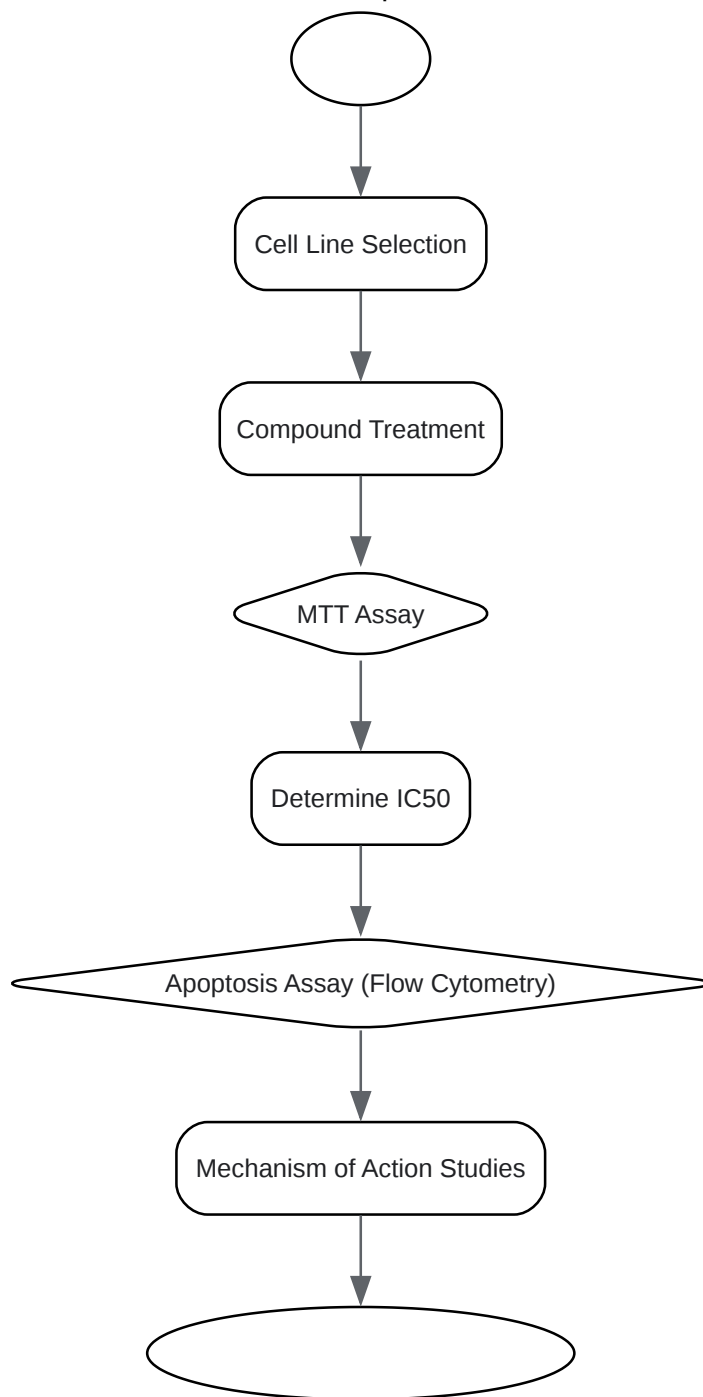 Cell Line Selection
Compound Treatment
MTT Assay
Determine IC50
Apoptosis Assay (Flow Cytometry)
Mechanism of Action Studies